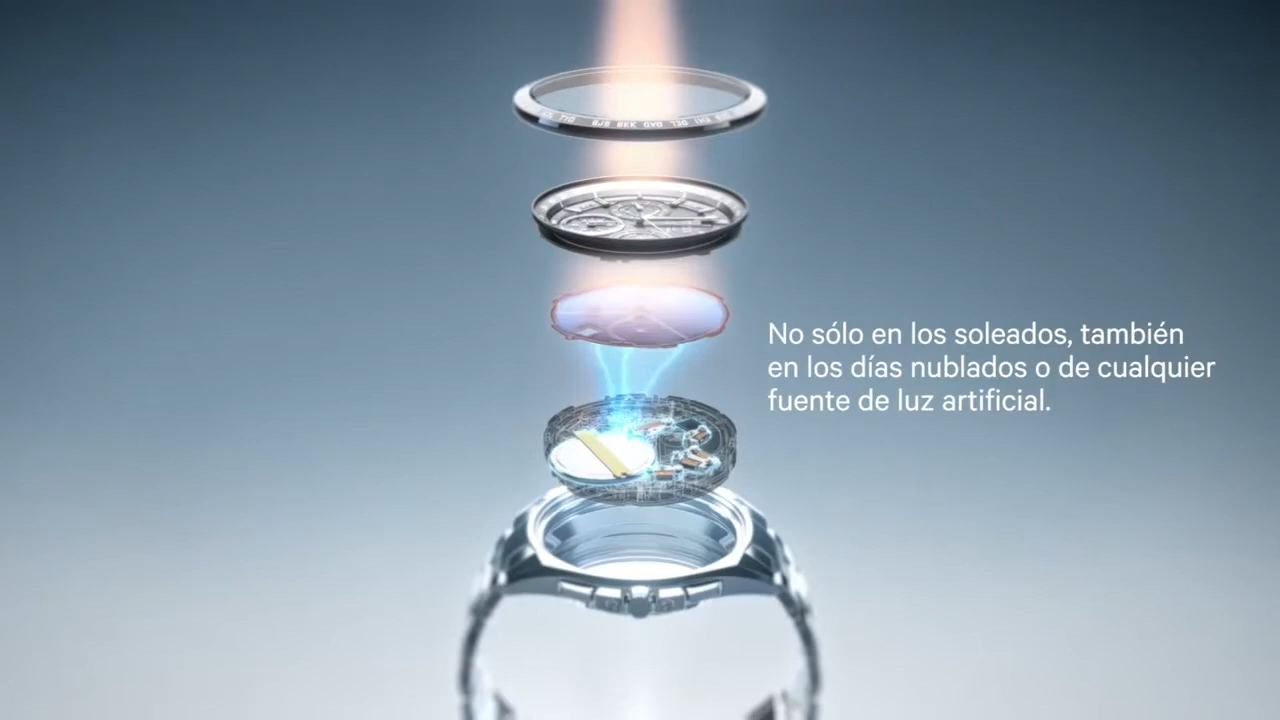 No sólo en los soleados, también
en los días nublados o de cualquier
fuente de luz artificial.